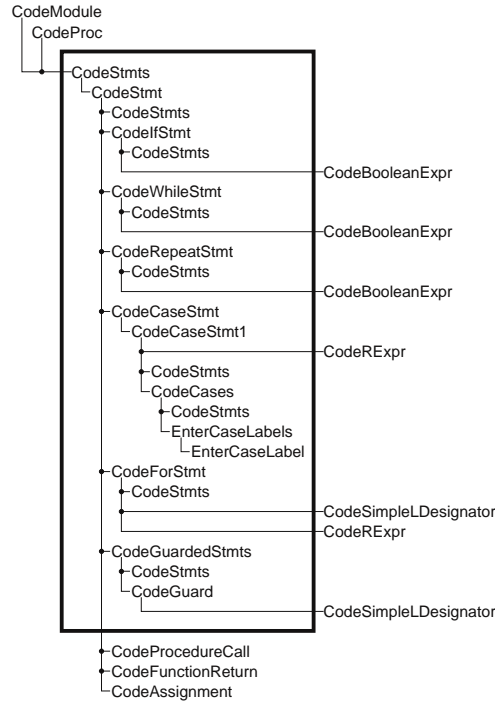 CodeModule
CodeProc
CodeStmts
CodeStmt
CodeStmts
CodeIfStmt
CodeStmts
CodeBooleanExpr
CodeWhileStmt
CodeStmts
CodeBooleanExpr
CodeRepeatStmt
CodeStmts
CodeBooleanExpr
CodeCaseStmt
CodeCaseStmt1
CodeRExpr
CodeStmts
CodeCases
CodeStmts
EnterCaseLabels
EnterCaseLabel
CodeForStmt
CodeStmts
CodeSimpleLDesignator
CodeRExpr
CodeGuardedStmts
CodeStmts
CodeGuard
CodeSimpleLDesignator
CodeProcedureCall
CodeFunctionReturn
CodeAssignment